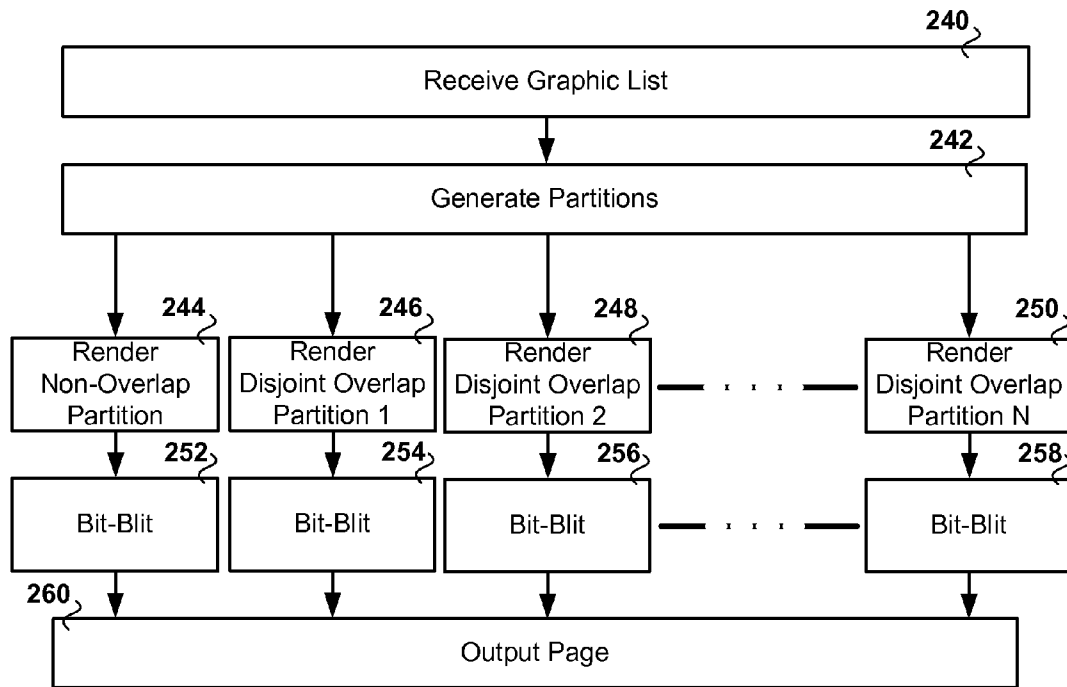 240
Receive Graphic List
242
Generate Partitions
244
246
248
250
Render
Non-Overlap
Partition
Render
Disjoint Overlap
Partition 1
Render
Disjoint Overlap
Partition 2
Render
Disjoint Overlap
Partition N
252
254
256
258
Bit-Blit
Bit-Blit
Bit-Blit
Bit-Blit
260
Output Page